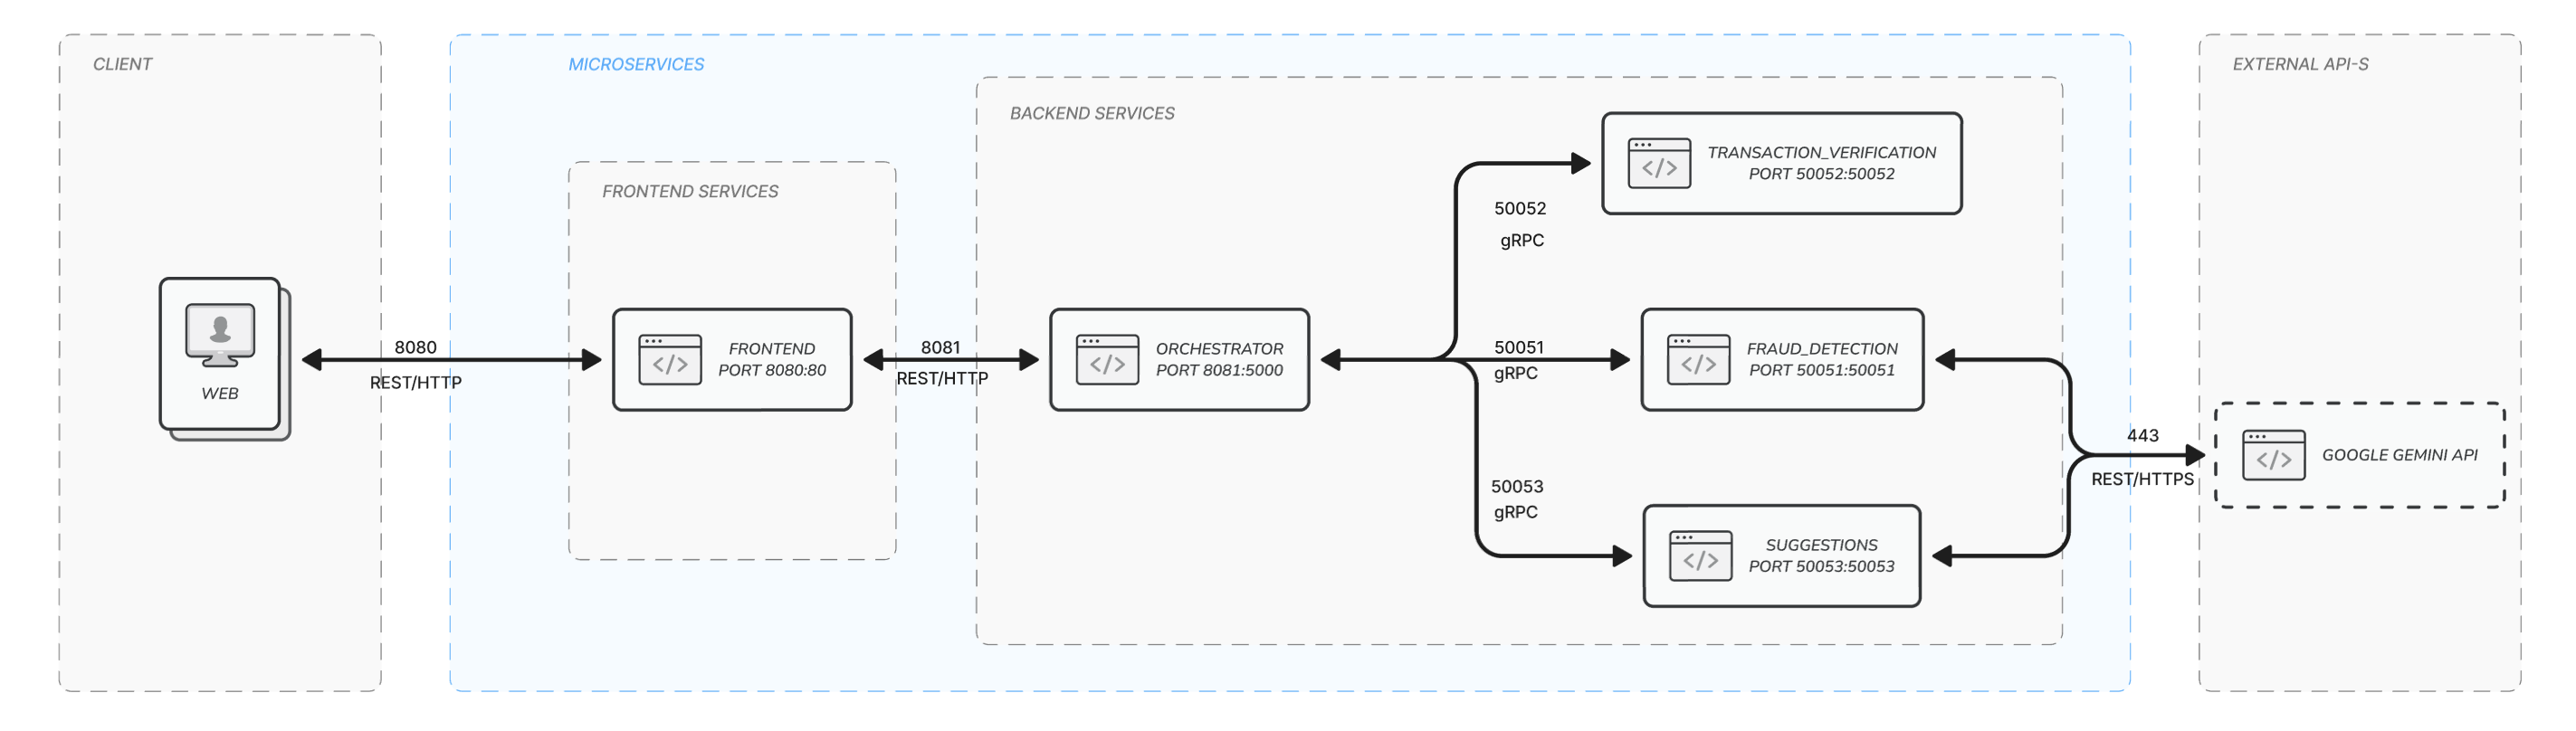 CLIENT
WEB
8080
REST/HTTP
MICROSERVICES
FRONTEND SERVICES
FRONTEND
PORT 8080:80
8081
REST/HTTP
BACKEND SERVICES
ORCHESTRATOR
PORT 8081:5000
50052
gRPC
50051
gRPC
50053
gRPC
TRANSACTION_VERIFICATION
PORT 50052:50052
FRAUD_DETECTION
PORT 50051:50051
SUGGESTIONS
PORT 50053:50053
443
REST/HTTPS
EXTERNAL API-S
GOOGLE GEMINI API